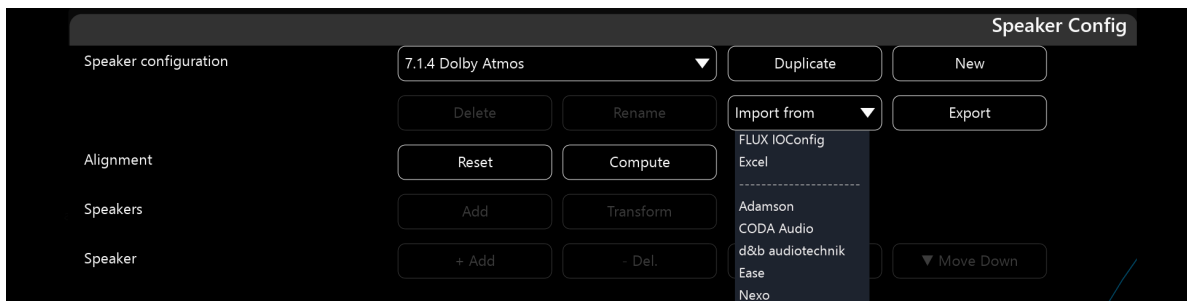 Speaker Config
Speaker configuration
7.1.4 Dolby Atmos
Duplicate
New
Delete
Rename
Import from
Export
FLUX IOConfig
Excel
----------------------
Alignment
Reset
Compute
Adamson
CODA Audio
d&b audiotechnik
Ease
Nexo
Speakers
Add
Transform
Speaker
+ Add
- Del.
▼ Move Down